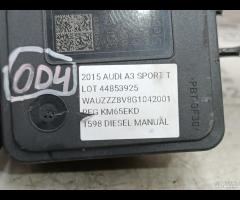 OD4
2015 AUDI A3 SPORT T
LOT 44853925
WAUZZZ8V8G1042001
REG KM65EKD
1598 DIESEL MANUAL